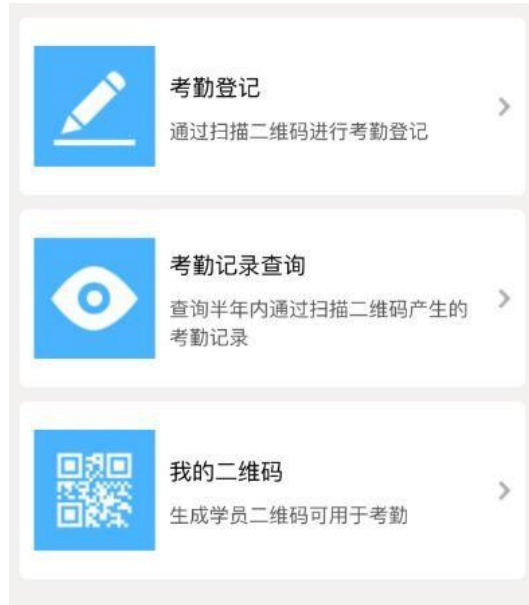 考勤登记
通过扫描二维码进行考勤登记
考勤记录查询
查询半年内通过扫描二维码产生的
考勤记录
我的二维码
生成学员二维码可用于考勤